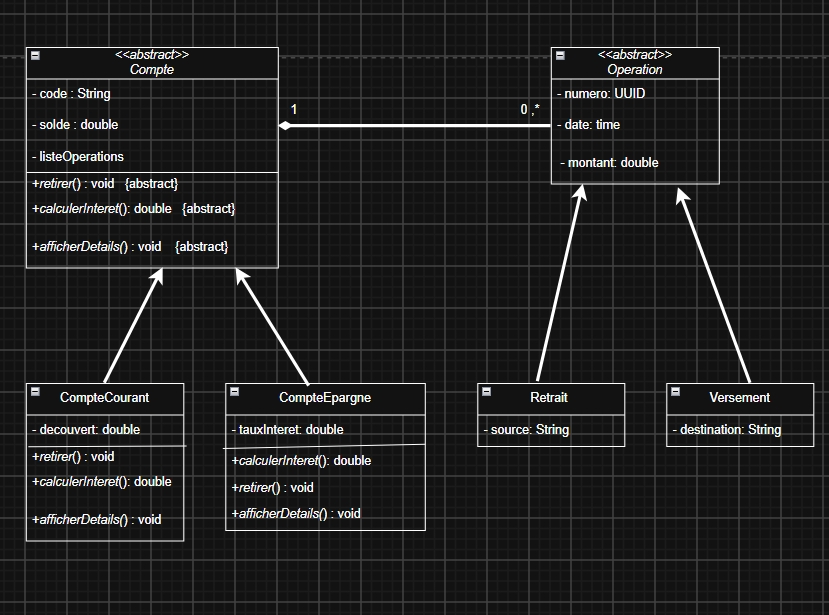 <<abstract>>
Compte
- code : String
- solde : double
- listeOperations
+retirer() : void {abstract}
+calculerInteret(): double {abstract}
+afficherDetails() : void {abstract}
1
0 ,*
<<abstract>>
Operation
- numero: UUID
- date: time
- montant: double
CompteCourant
- decouvert: double
+retirer() : void
+calculerInteret(): double
+afficherDetails() : void
CompteEpargne
- tauxInteret: double
+calculerInteret(): double
+retirer() : void
+afficherDetails() : void
Retrait
- source: String
Versement
- destination: String